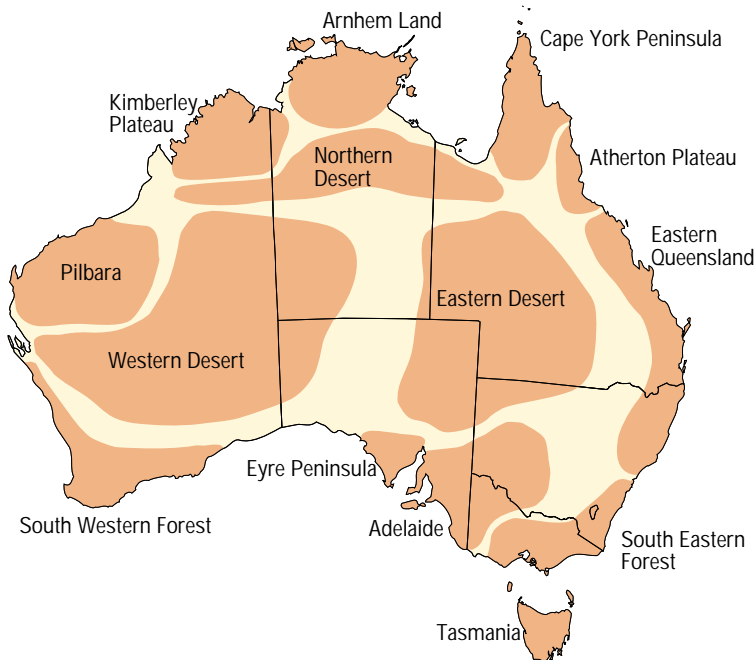 Arnhem Land
Cape York Peninsula
Kimberley
Plateau
Northern
Desert
Atherton Plateau
Eastern
Queensland
Pilbara
Eastern Desert
Western Desert
Eyre Peninsula
South Western Forest
Adelaide
South Eastern
Forest
Tasmania